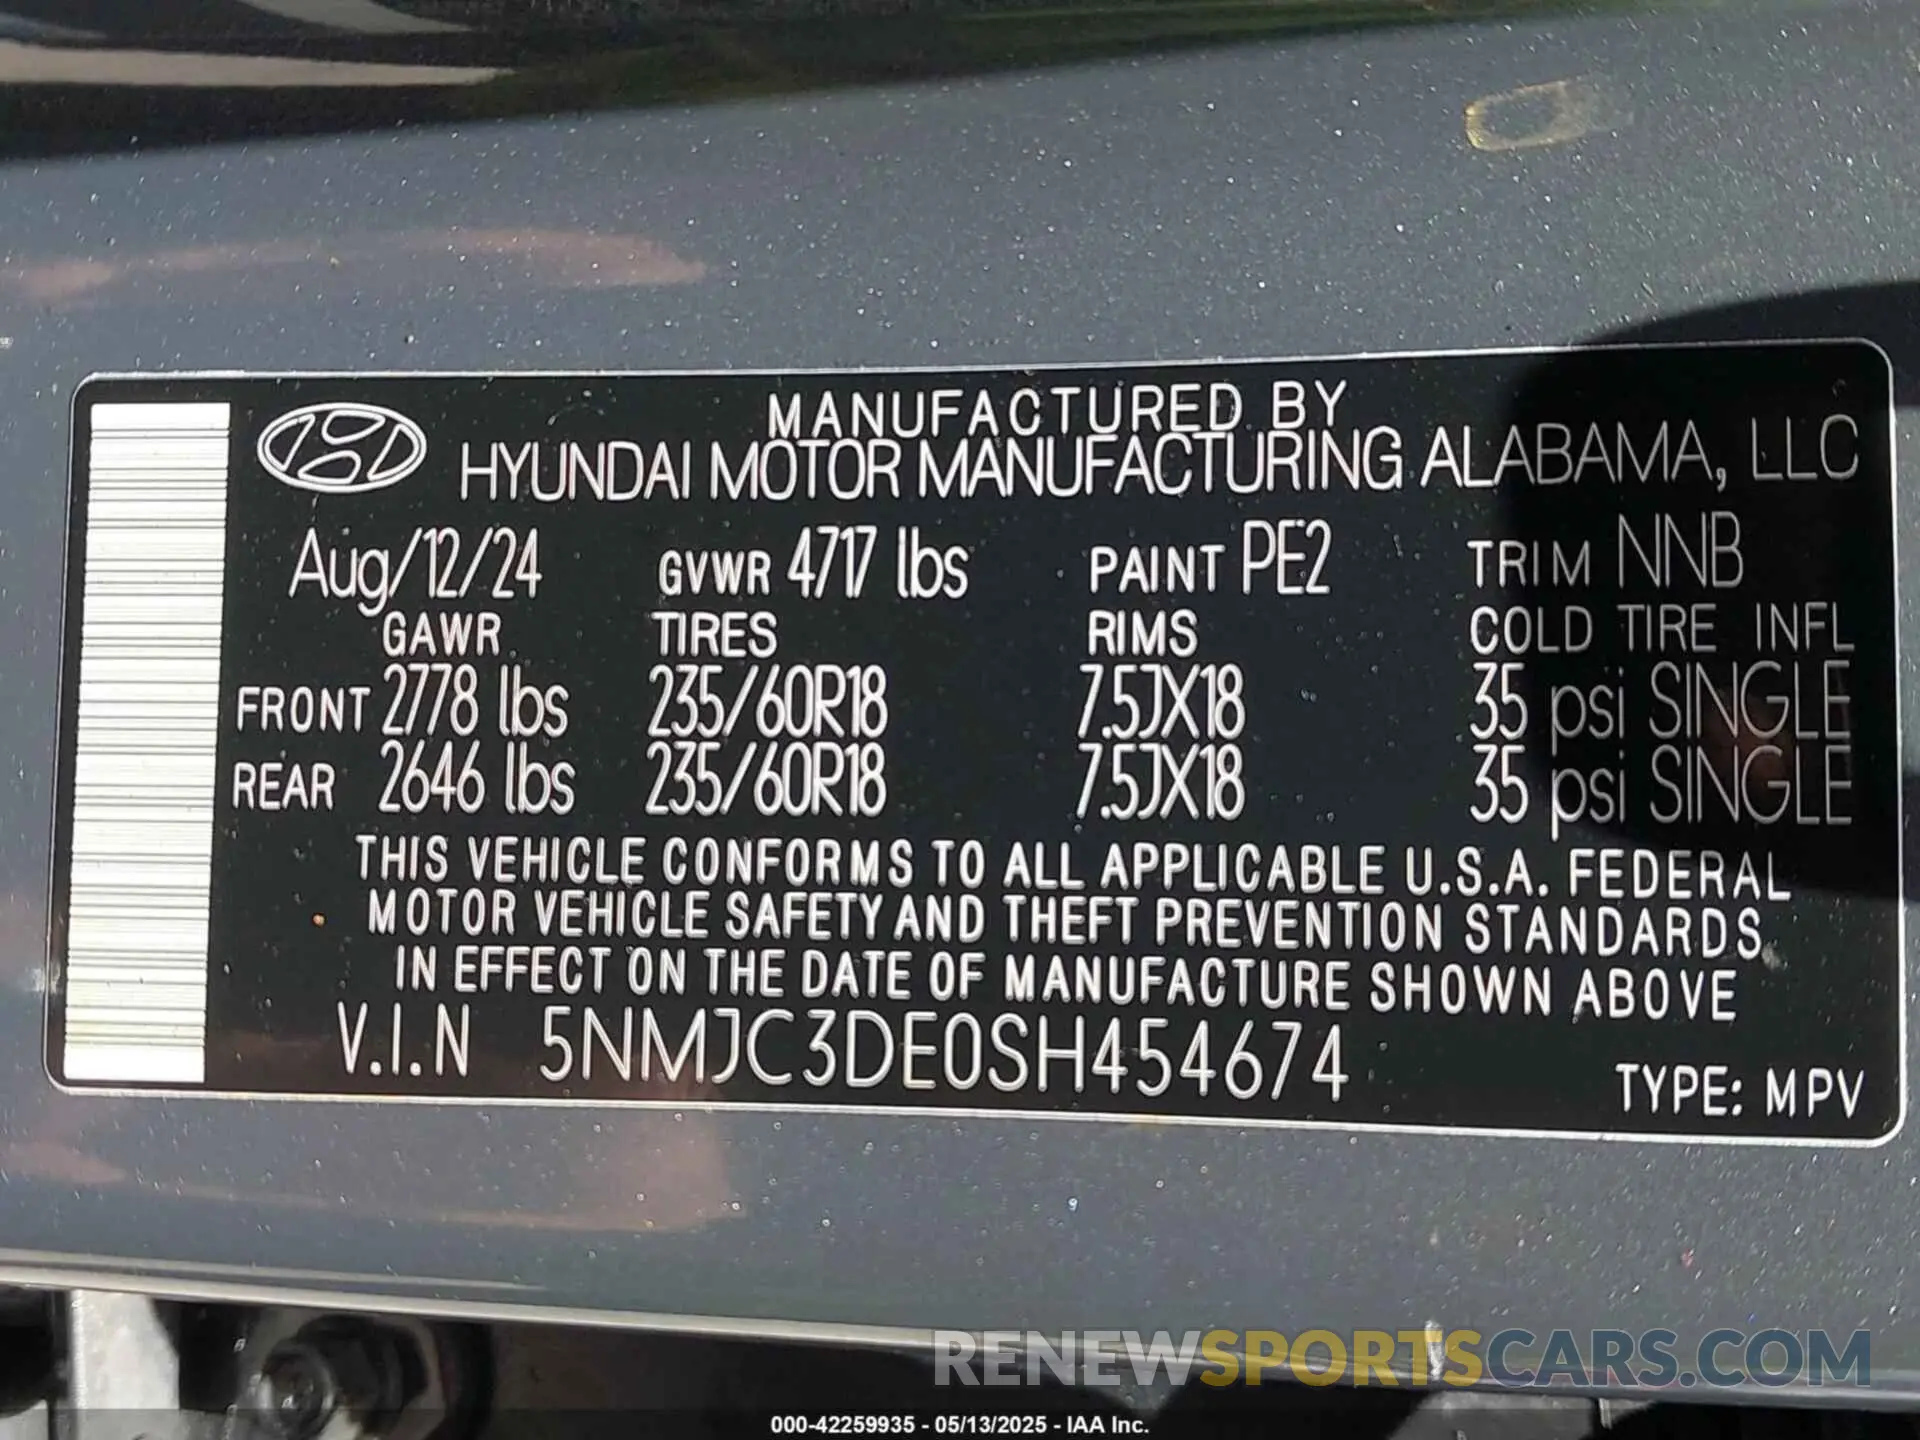 MANUFACTURED BY
HYUNDAI MOTOR MANUFACTURING ALABAMA, LLC
Aug/12/24 GVWR 4717 lbs PAINT PE2 TRIM NNB
GAWR TIRES RIMS COLD TIRE INFL
FRONT 2778 lbs 235/60R18 7.5JX18 35 psi SINGLE
REAR 2646 lbs 235/60R18 7.5JX18 35 psi SINGLE
THIS VEHICLE CONFORMS TO ALL APPLICABLE U.S.A. FEDERAL
MOTOR VEHICLE SAFETY AND THEFT PREVENTION STANDARDS
IN EFFECT ON THE DATE OF MANUFACTURE SHOWN ABOVE
V.I.N 5NMJC3DE0SH454674
TYPE: MPV
RENEWSPORTSCARS.COM
000-42259935 - 05/13/2025 - IAA Inc.